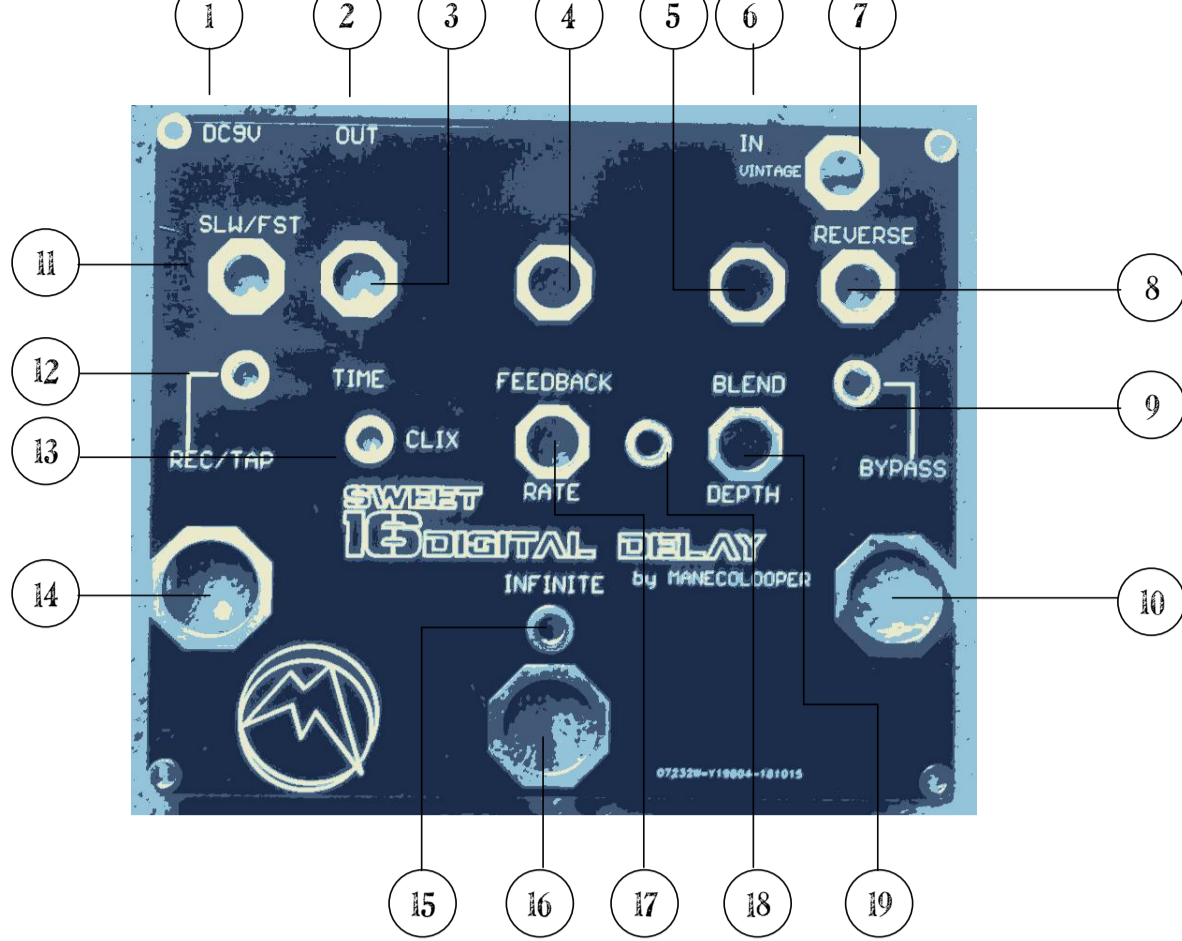 1 2 3 4 5 6 7
DC9V OUT IN
VINTAGE
SLW/FST REVERSE
11 8
12 TIME FEEDBACK BLEND 9
13 REC/TAP CLIX BYPASS
RATE DEPTH
SWEET
16 DIGITAL DELAY
by MANECOLOOPER
INFINITE
14 10
07232W-Y19804-181015
15 16 17 18 19